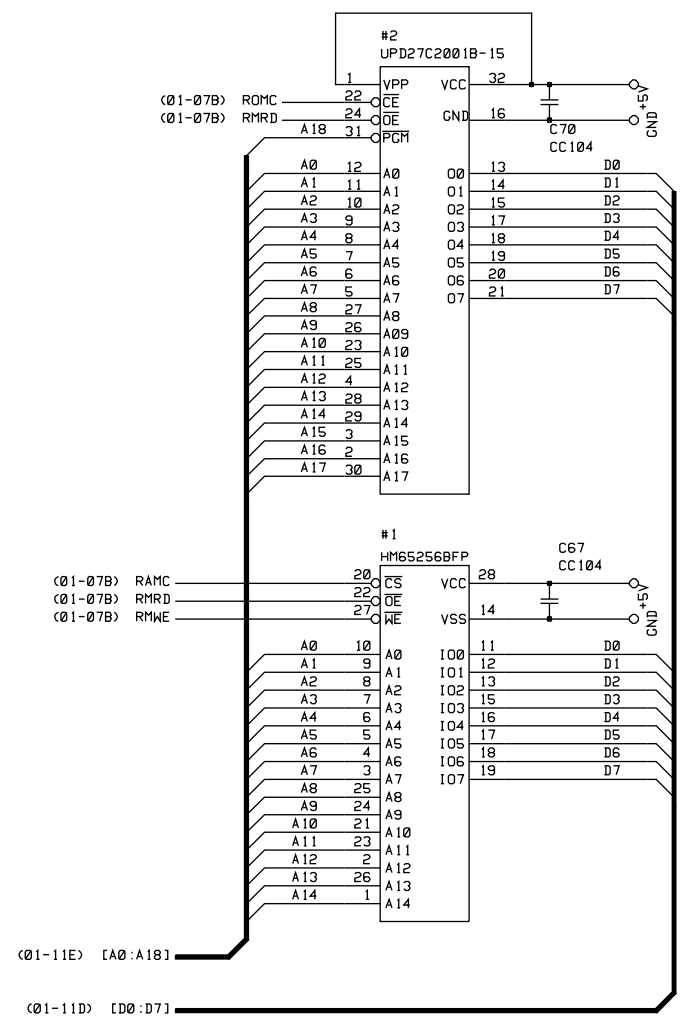 #2
UPD27C2001B-15
1 VPP VCC 32
(01-07B) ROMC 22 CE
(01-07B) RMRD 24 OE GND 16
A18 31 PGM
+5V
GND
C70
CC104
A0 12 A0 O0 13 D0
A1 11 A1 O1 14 D1
A2 10 A2 O2 15 D2
A3 9 A3 O3 17 D3
A4 8 A4 O4 18 D4
A5 7 A5 O5 19 D5
A6 6 A6 O6 20 D6
A7 5 A7 O7 21 D7
A8 27 A8
A9 26 A09
A10 23 A10
A11 25 A11
A12 4 A12
A13 28 A13
A14 29 A14
A15 3 A15
A16 2 A16
A17 30 A17
#1
HM65256BFP
C67
CC104
(01-07B) RAMC 20 CS VCC 28
(01-07B) RMRD 22 OE
(01-07B) RMWE 27 WE VSS 14
+5V
GND
A0 10 A0 IO0 11 D0
A1 9 A1 IO1 12 D1
A2 8 A2 IO2 13 D2
A3 7 A3 IO3 15 D3
A4 6 A4 IO4 16 D4
A5 5 A5 IO5 17 D5
A6 4 A6 IO6 18 D6
A7 3 A7 IO7 19 D7
A8 25 A8
A9 24 A9
A10 21 A10
A11 23 A11
A12 2 A12
A13 26 A13
A14 1 A14
(01-11E) [A0:A18]
(01-11D) [D0:D7]